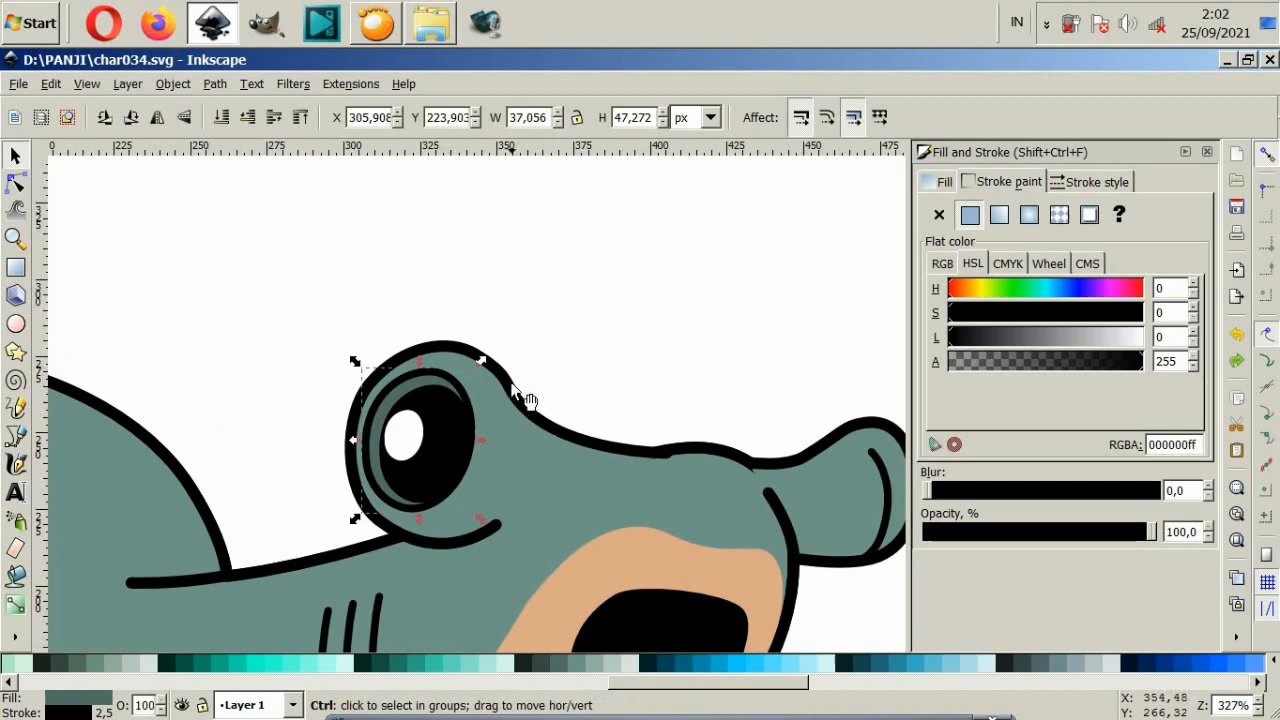 Start
IN
2:02
25/09/2021
D:\PANJI\char034.svg - Inkscape
File Edit View Layer Object Path Text Filters Extensions Help
X 305,908 Y 223,903 W 37,056 H 47,272 px Affect:
0 225 250 275 300 325 350 375 400 425 450 475
Fill and Stroke (Shift+Ctrl+F)
Fill Stroke paint Stroke style
?
Flat color
RGB HSL CMYK Wheel CMS
H 0
S 0
L 0
A 255
RGBA: 000000ff
Blur:
0,0
Opacity, %
100,0
Fill:
Stroke: 2,5
O: 100
Layer 1
Ctrl: click to select in groups; drag to move hor/vert
X: 354,48
Y: 266,32
Z: 327%